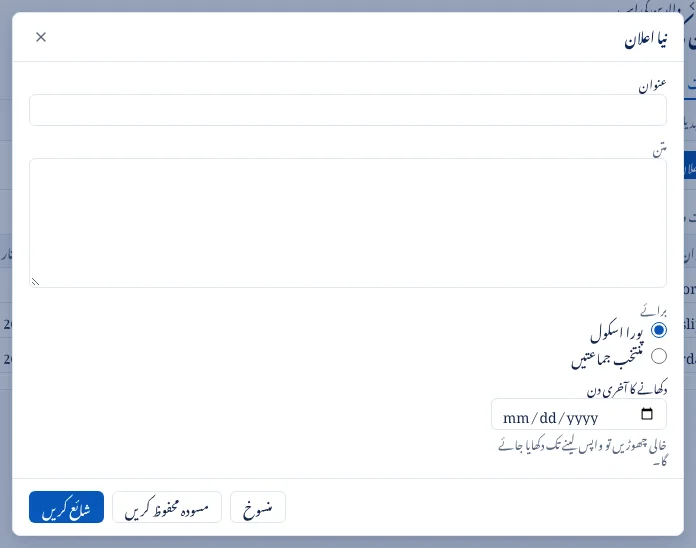 نیا اعلان
عنوان
متن
برائے
پورا اسکول
منتخب جماعتیں
دکھانے کا آخری دن
mm/dd/yyyy
خالی چھوڑیں تو واپس لینے تک دکھایا جائے
گا۔
منسوخ
مسودہ محفوظ کریں
شائع کریں